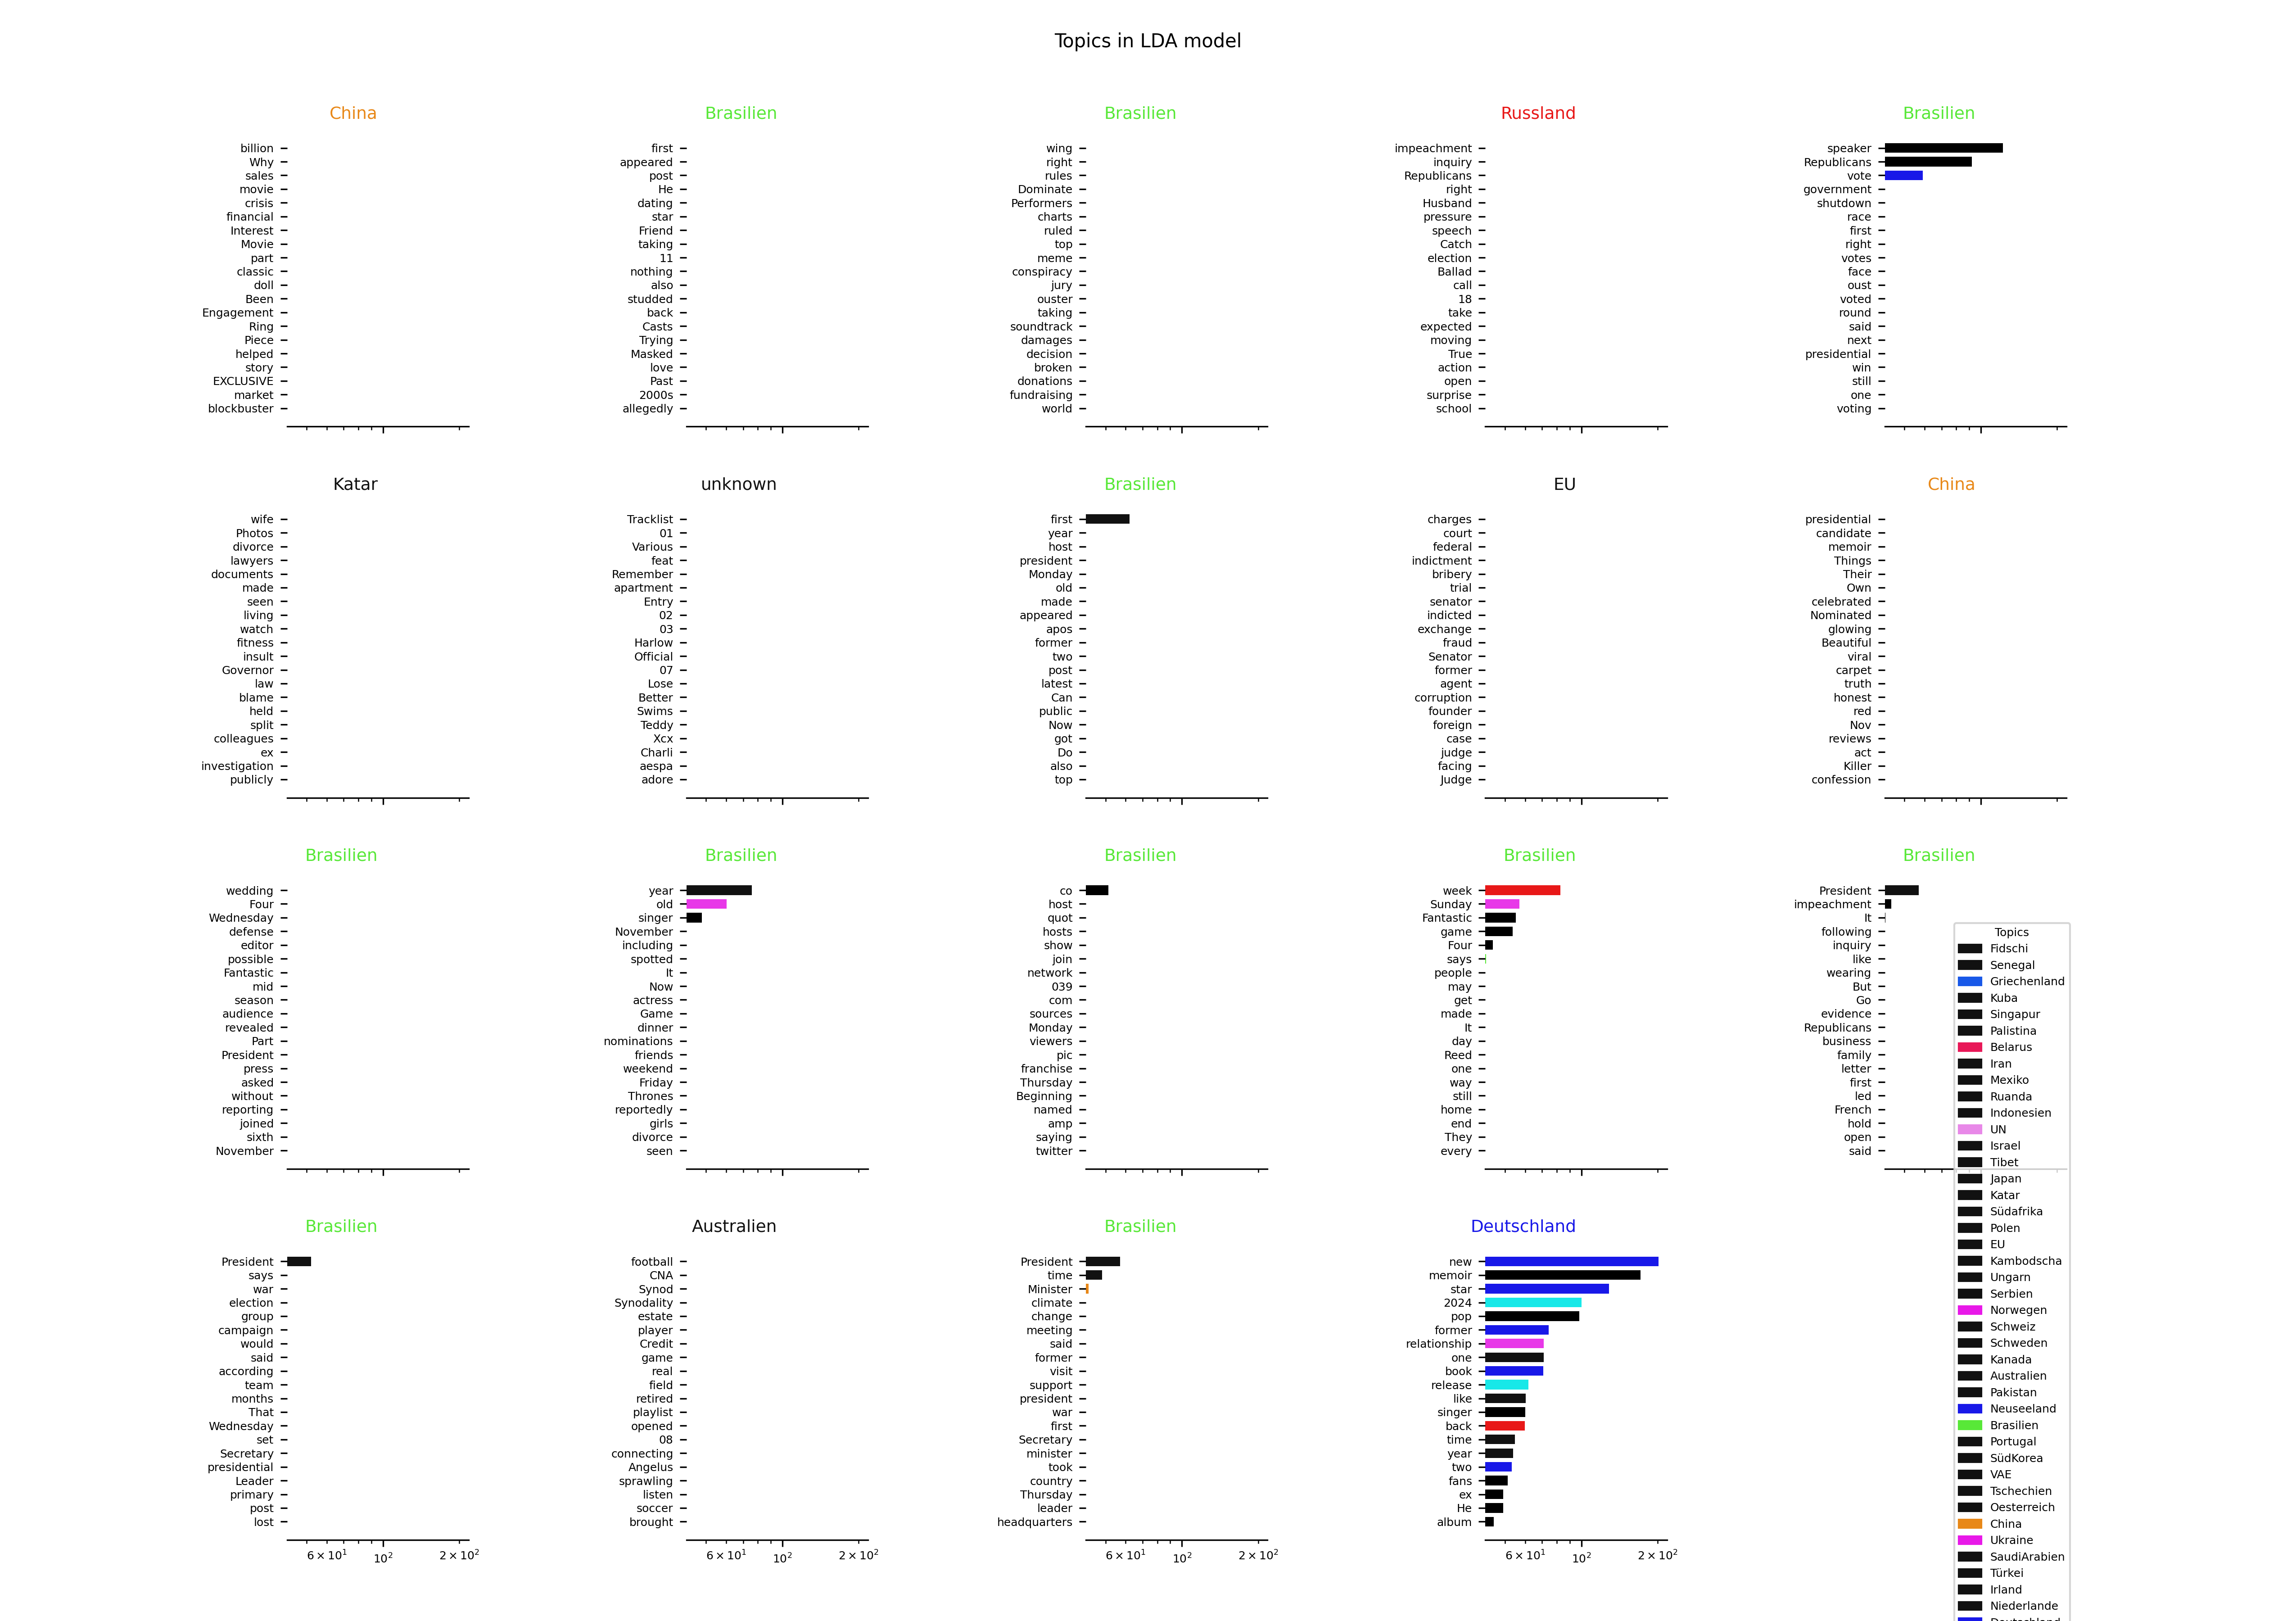 Topics in LDA model
China
billion
Why
sales
movie
crisis
financial
Interest
Movie
part
classic
doll
Been
Engagement
Ring
Piece
helped
story
EXCLUSIVE
market
blockbuster
Brasilien
first
appeared
post
He
dating
star
Friend
taking
11
nothing
also
studded
back
Casts
Trying
Masked
love
Past
2000s
allegedly
Brasilien
wing
right
rules
Dominate
Performers
charts
ruled
top
meme
conspiracy
jury
ouster
taking
soundtrack
damages
decision
broken
donations
fundraising
world
Russland
impeachment
inquiry
Republicans
right
Husband
pressure
speech
Catch
election
Ballad
call
18
take
expected
moving
True
action
open
surprise
school
Brasilien
speaker
Republicans
vote
government
shutdown
race
first
right
votes
face
oust
voted
round
said
next
presidential
win
still
one
voting
Katar
wife
Photos
divorce
lawyers
documents
made
seen
living
watch
fitness
insult
Governor
law
blame
held
split
colleagues
ex
investigation
publicly
unknown
Tracklist
01
Various
feat
Remember
apartment
Entry
02
03
Harlow
Official
07
Lose
Better
Swims
Teddy
Xcx
Charli
aespa
adore
Brasilien
first
year
host
president
Monday
old
made
appeared
apos
former
two
post
latest
Can
public
Now
got
Do
also
top
EU
charges
court
federal
indictment
bribery
trial
senator
indicted
exchange
fraud
Senator
former
agent
corruption
founder
foreign
case
judge
facing
Judge
China
presidential
candidate
memoir
Things
Their
Own
celebrated
Nominated
glowing
Beautiful
viral
carpet
truth
honest
red
Nov
reviews
act
Killer
confession
Brasilien
wedding
Four
Wednesday
defense
editor
possible
Fantastic
mid
season
audience
revealed
Part
President
press
asked
without
reporting
joined
sixth
November
Brasilien
year
old
singer
November
including
spotted
It
Now
actress
Game
dinner
nominations
friends
weekend
Friday
Thrones
reportedly
girls
divorce
seen
Brasilien
co
host
quot
hosts
show
join
network
039
com
sources
Monday
viewers
pic
franchise
Thursday
Beginning
named
amp
saying
twitter
Brasilien
week
Sunday
Fantastic
game
Four
says
people
may
get
made
It
day
Reed
one
way
still
home
end
They
every
Brasilien
President
impeachment
It
following
inquiry
like
wearing
But
Go
evidence
Republicans
business
family
letter
first
led
French
hold
open
said
Brasilien
President
says
war
election
group
campaign
would
said
according
team
months
That
Wednesday
set
Secretary
presidential
Leader
primary
post
lost
6 × 10¹
10²
2 × 10²
Australien
football
CNA
Synod
Synodality
estate
player
Credit
game
real
field
retired
playlist
opened
08
connecting
Angelus
sprawling
listen
soccer
brought
6 × 10¹
10²
2 × 10²
Brasilien
President
time
Minister
climate
change
meeting
said
former
visit
support
president
war
first
Secretary
minister
took
country
Thursday
leader
headquarters
6 × 10¹
10²
2 × 10²
Deutschland
new
memoir
star
2024
pop
former
relationship
one
book
release
like
singer
back
time
year
two
fans
ex
He
album
6 × 10¹
10²
2 × 10²
Topics
Fidschi
Senegal
Griechenland
Kuba
Singapur
Palistina
Belarus
Iran
Mexiko
Ruanda
Indonesien
UN
Israel
Tibet
Japan
Katar
Südafrika
Polen
EU
Kambodscha
Ungarn
Serbien
Norwegen
Schweiz
Schweden
Kanada
Australien
Pakistan
Neuseeland
Brasilien
Portugal
SüdKorea
VAE
Tschechien
Oesterreich
China
Ukraine
SaudiArabien
Türkei
Irland
Niederlande